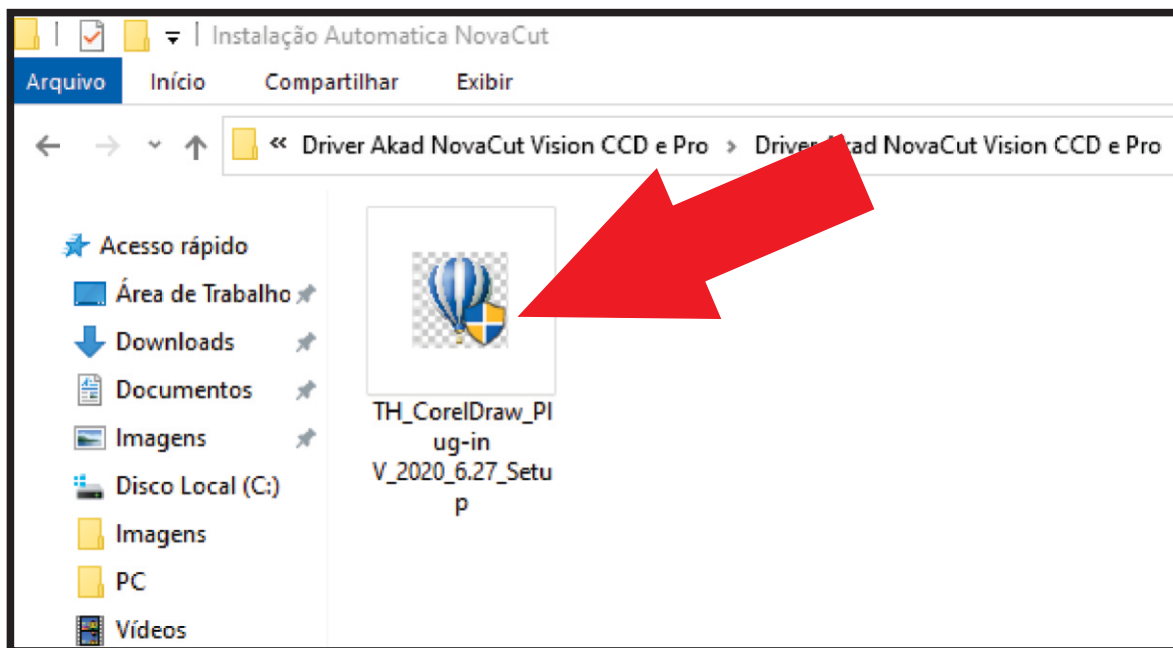 Instalação Automatica NovaCut
Arquivo Início Compartilhar Exibir
« Driver Akad NovaCut Vision CCD e Pro > Driver Akad NovaCut Vision CCD e Pro
Acesso rápido
Área de Trabalho
Downloads
Documentos
Imagens
Disco Local (C:)
Imagens
PC
Vídeos
TH_CorelDraw_Pl
ug-in
V_2020_6.27_Setu
p